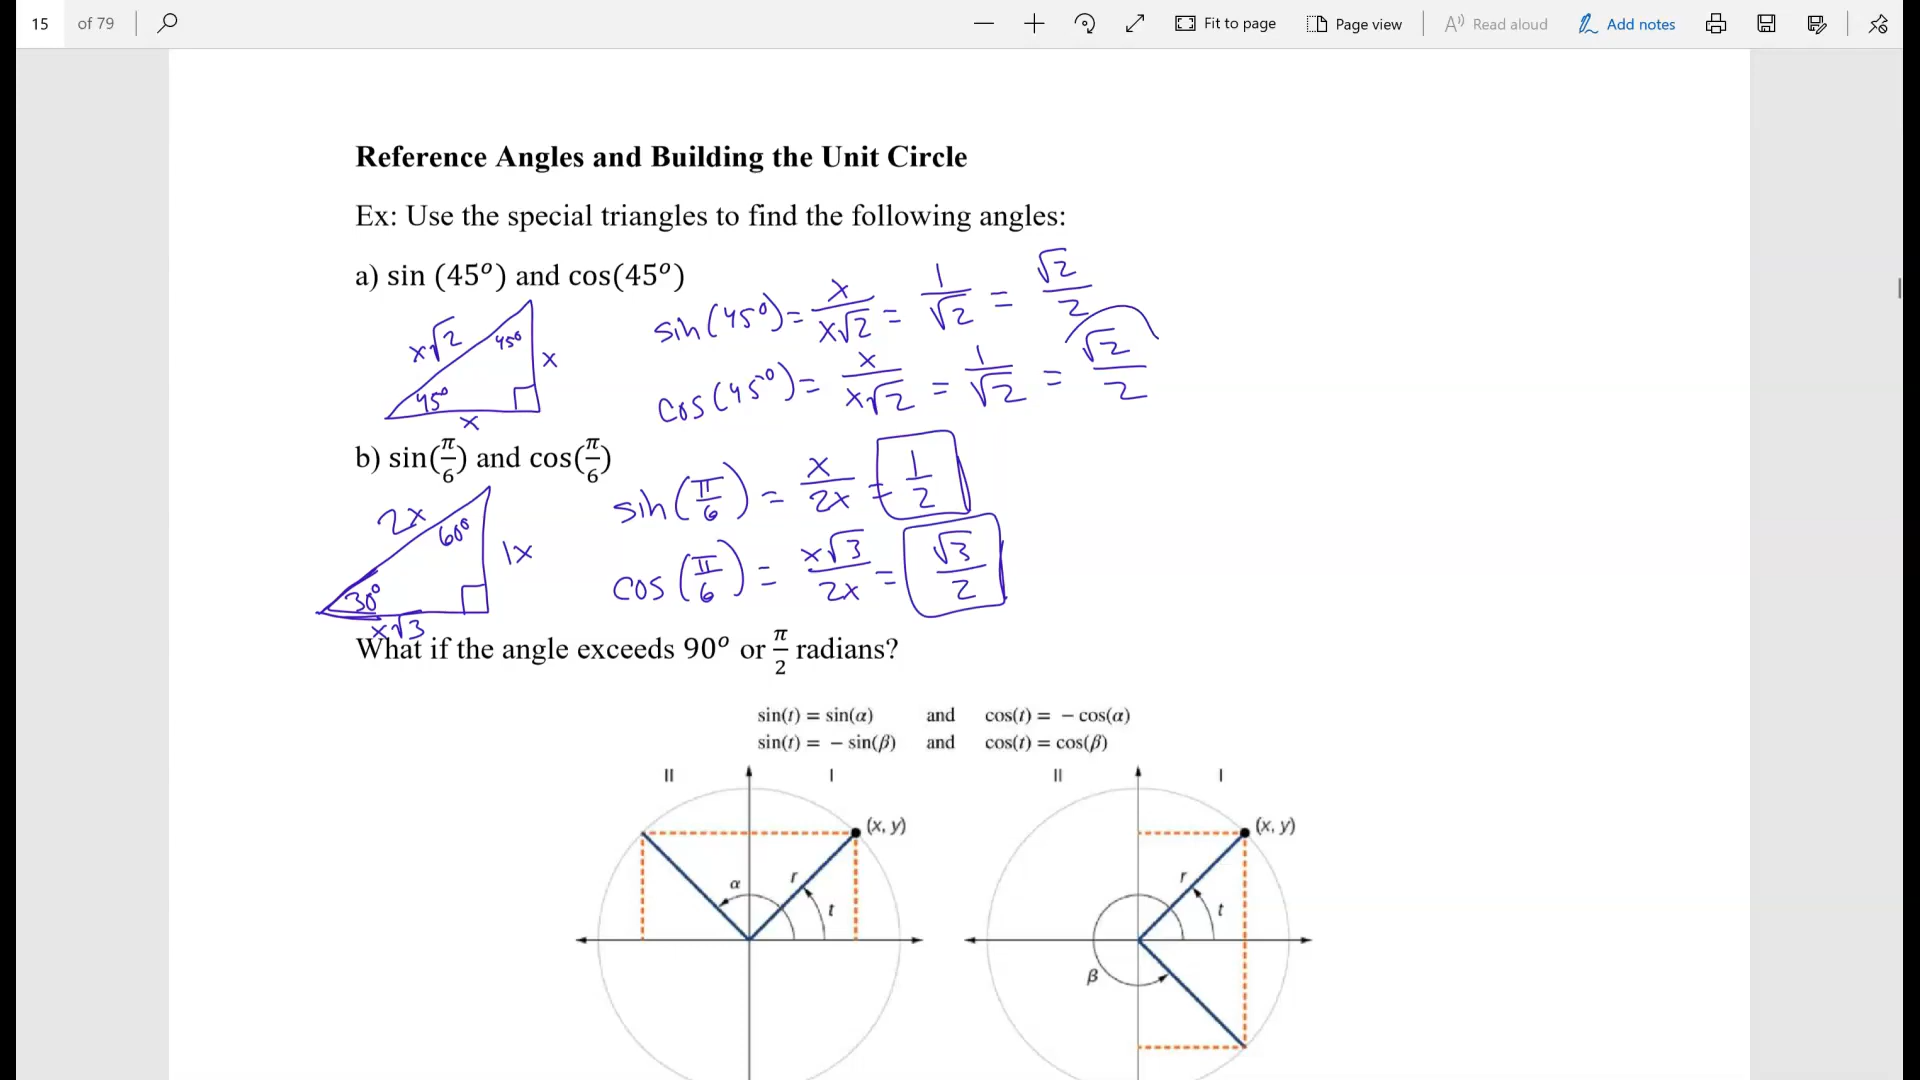 15 of 79 Fit to page Page view Read aloud Add notes
Reference Angles and Building the Unit Circle
Ex: Use the special triangles to find the following angles:
a) sin (45°) and cos(45°)
x√2 45° x 45° x
sin(45°) = x/x√2 = 1/√2 = √2/2
cos(45°) = x/x√2 = 1/√2 = √2/2
b) sin(π/6) and cos(π/6)
2x 60° 1x 30° x√3
sin(π/6) = x/2x = 1/2
cos(π/6) = x√3/2x = √3/2
What if the angle exceeds 90° or π/2 radians?
sin(t) = sin(α) and cos(t) = − cos(α)
sin(t) = − sin(β) and cos(t) = cos(β)
II I II I
(x, y) (x, y)
α r t r t
β